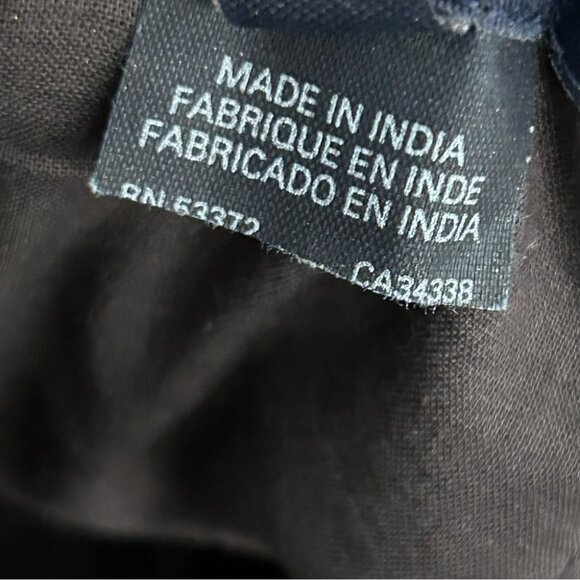 MADE IN INDIA
FABRIQUE EN INDE
FABRICADO EN INDIA
RN 53372
CA34338